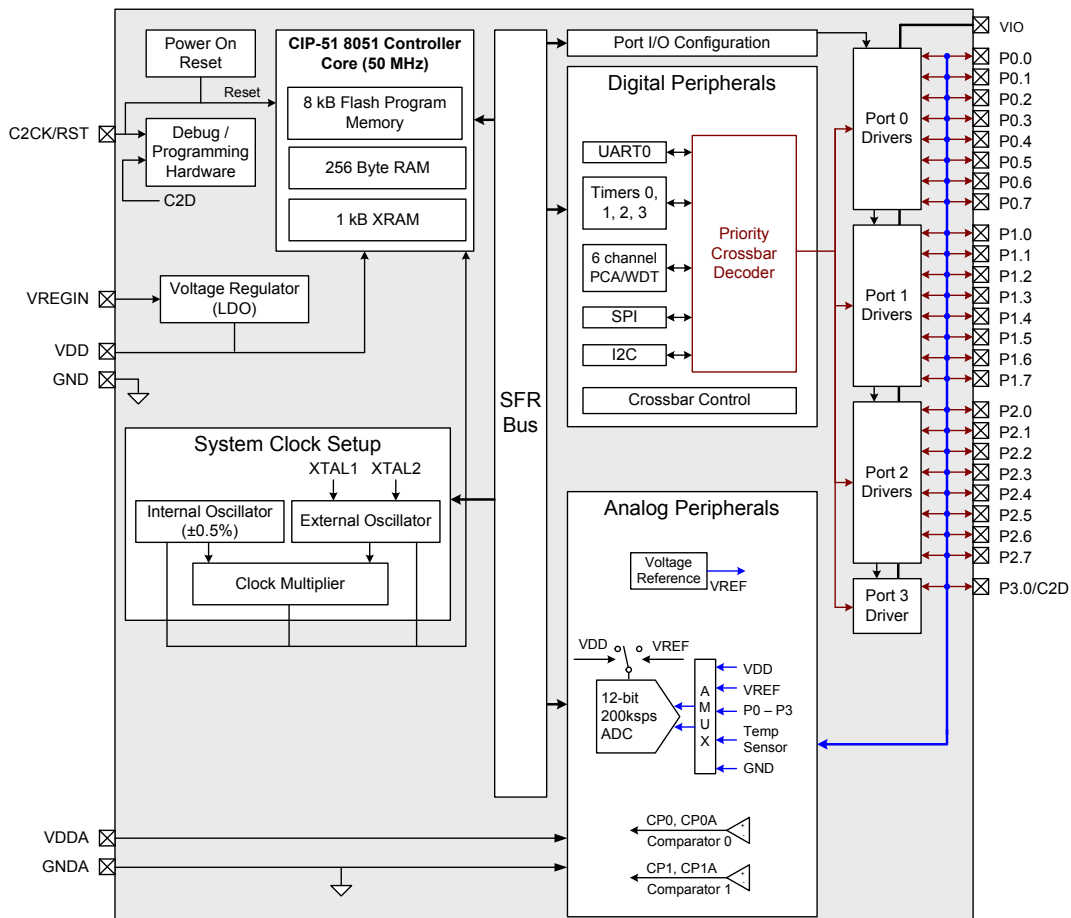 Power On
Reset
Reset
C2CK/RST
Debug /
Programming
Hardware
C2D
CIP-51 8051 Controller
Core (50 MHz)
8 kB Flash Program
Memory
256 Byte RAM
1 kB XRAM
VREGIN
Voltage Regulator
(LDO)
VDD
GND
System Clock Setup
XTAL1
XTAL2
Internal Oscillator
(±0.5%)
External Oscillator
Clock Multiplier
VDDA
GNDA
SFR
Bus
Port I/O Configuration
Digital Peripherals
UART0
Timers 0,
1, 2, 3
6 channel
PCA/WDT
SPI
I2C
Priority
Crossbar
Decoder
Crossbar Control
Analog Peripherals
Voltage
Reference
VREF
VDD
VREF
12-bit
200ksps
ADC
A
M
U
X
VDD
VREF
P0 – P3
Temp
Sensor
GND
CP0, CP0A
+
-
Comparator 0
CP1, CP1A
+
-
Comparator 1
Port 0
Drivers
Port 1
Drivers
Port 2
Drivers
Port 3
Driver
VIO
P0.0
P0.1
P0.2
P0.3
P0.4
P0.5
P0.6
P0.7
P1.0
P1.1
P1.2
P1.3
P1.4
P1.5
P1.6
P1.7
P2.0
P2.1
P2.2
P2.3
P2.4
P2.5
P2.6
P2.7
P3.0/C2D